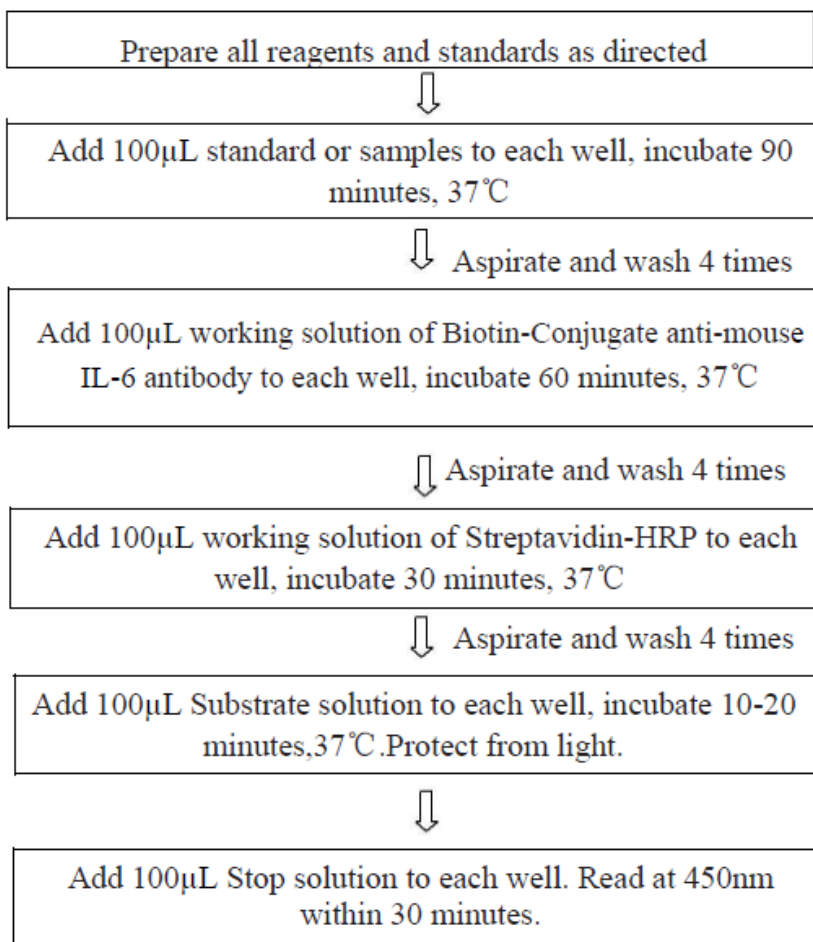 Prepare all reagents and standards as directed
Add 100μL standard or samples to each well, incubate 90
minutes, 37℃
Aspirate and wash 4 times
Add 100μL working solution of Biotin-Conjugate anti-mouse
IL-6 antibody to each well, incubate 60 minutes, 37℃
Aspirate and wash 4 times
Add 100μL working solution of Streptavidin-HRP to each
well, incubate 30 minutes, 37℃
Aspirate and wash 4 times
Add 100μL Substrate solution to each well, incubate 10-20
minutes,37℃.Protect from light.
Add 100μL Stop solution to each well. Read at 450nm
within 30 minutes.